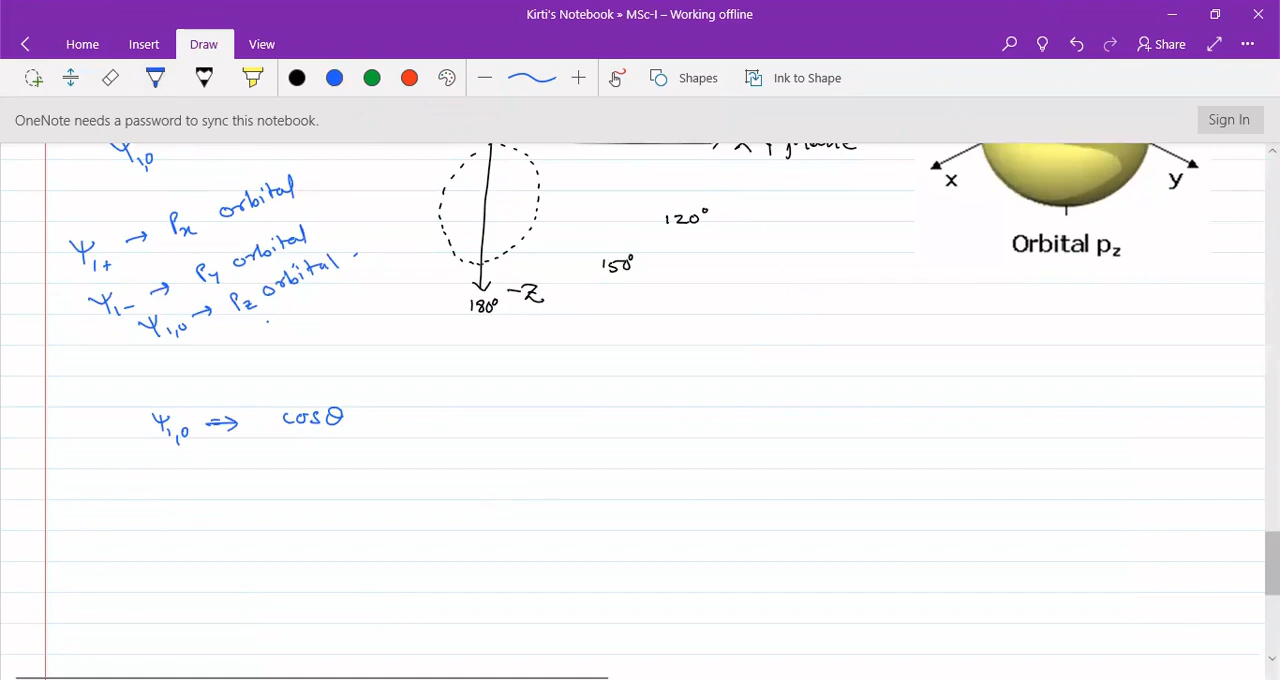 Kirti's Notebook » MSc-I – Working offline
Home Insert Draw View Share
Shapes Ink to Shape
OneNote needs a password to sync this notebook. Sign In
Ψ1,0
X Y plane
x y
Orbital pz
120°
150°
180° -Z
Ψ1+ → Px orbital
Ψ1- → Py orbital
Ψ1,0 → Pz orbital
Ψ1,0 ⇒ cosθ